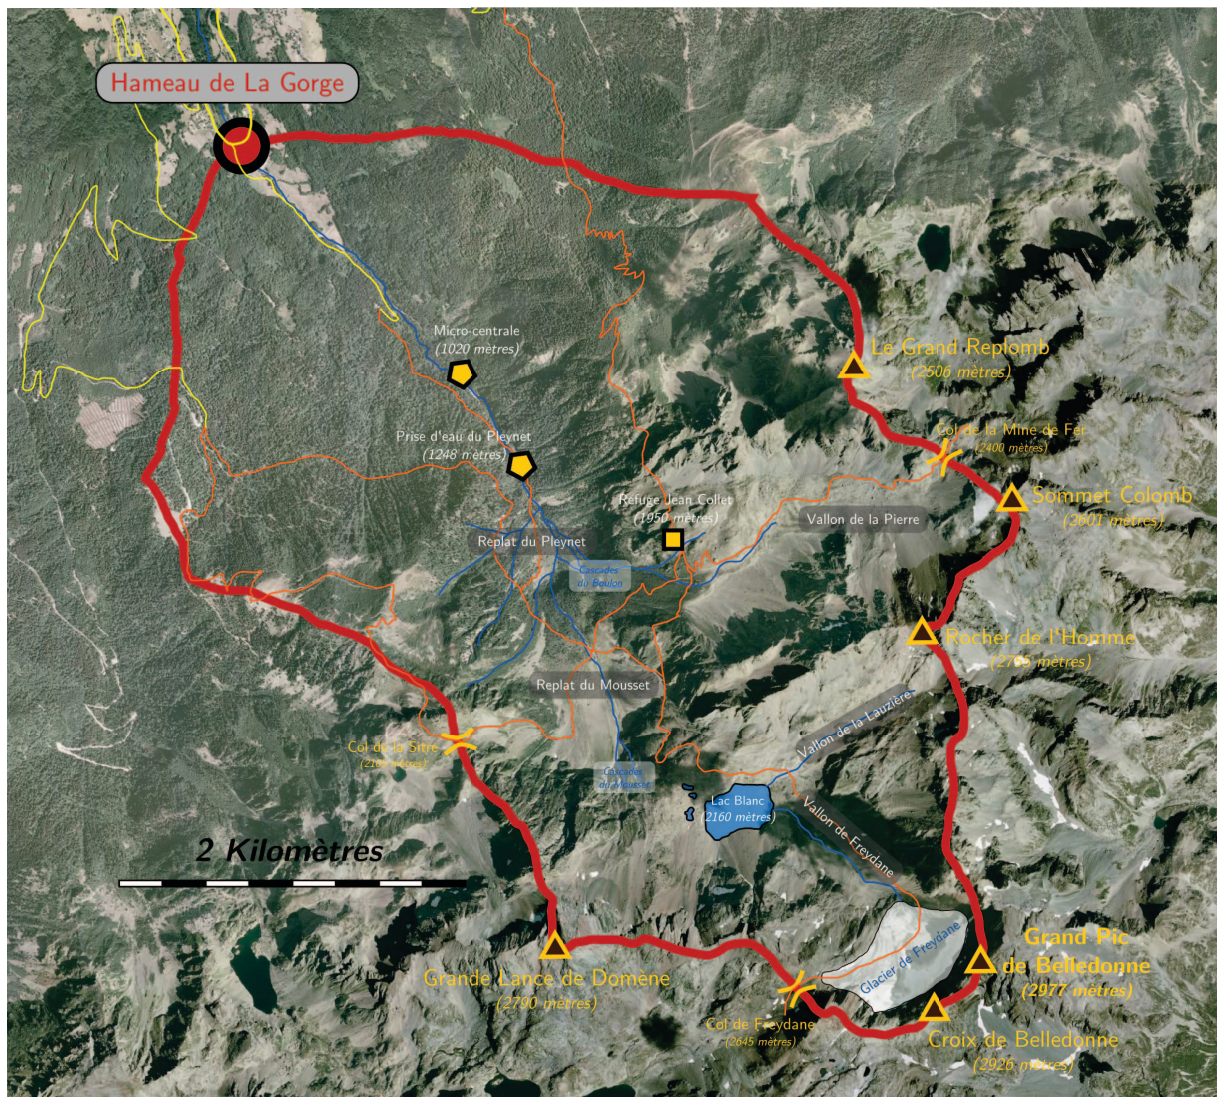 Hameau de La Gorge
Micro-centrale
(1020 mètres)
Le Grand Replomb
(2506 mètres)
Prise d'eau du Pleynet
(1248 mètres)
Col de la Mine de Fer
(2400 mètres)
Refuge Jean Collet
(1950 mètres)
Sommet Colomb
mètres)
Vallon de la Pierre
Replat du Pleynet
Cascades
du Boulon
Rocher de l'Homme
mètres)
Replat du Mousset
Vallon de la Lauzière
Col de la Sitre
mètres)
Cascades
du Mousset
Lac Blanc
(2160 mètres)
Vallon de Freydane
2 Kilomètres
Glacier de Freydane
Grand Pic
de Belledonne
(2977 mètres)
Grande Lance de Domène
(2790 mètres)
Col de Freydane
(2645 mètres)
Croix de Belledonne
(2926 mètres)